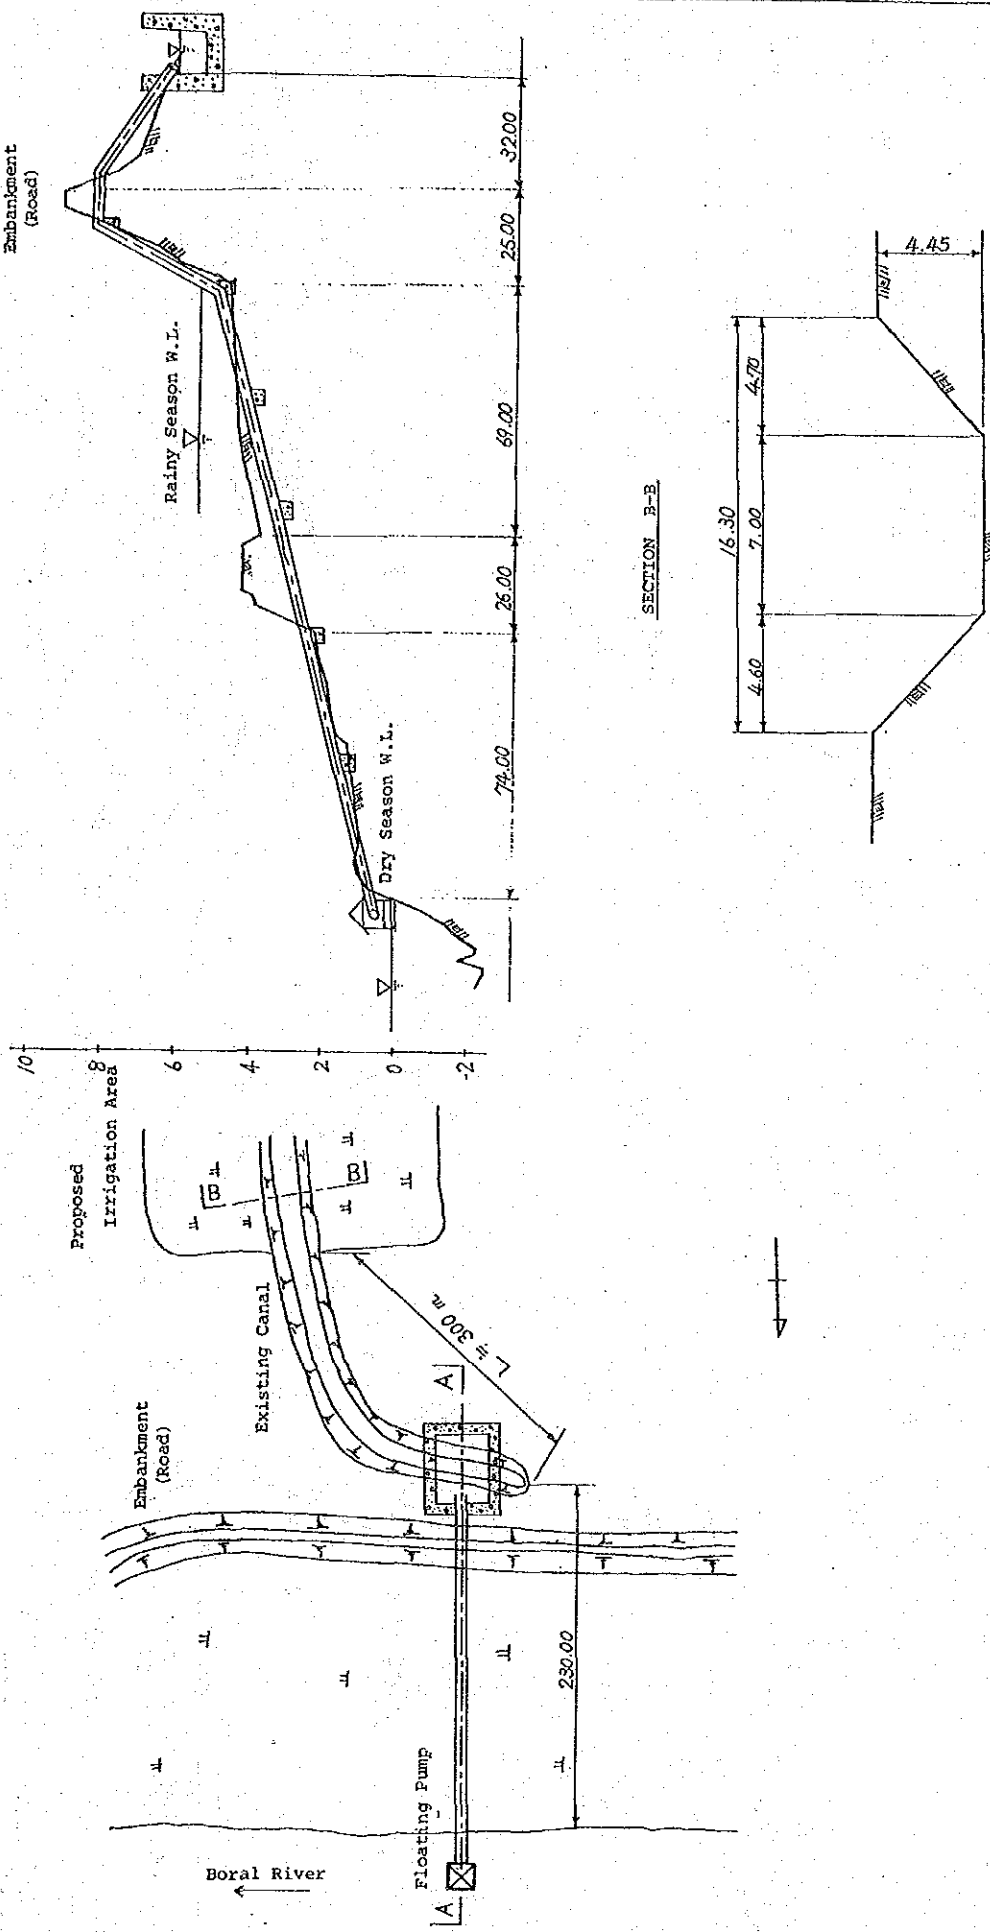 Embankment
(Road)
Rainy Season W.L.
Dry Season W.L.
74.00
26.00
69.00
25.00
32.00
10
8
6
4
2
0
-2
SECTION B-B
16.30
4.60
7.00
4.70
4.45
Proposed
Irrigation Area
B
B
Existing Canal
Embankment
(Road)
L ≒ 300 m
A
A
230.00
Floating Pump
Boral River